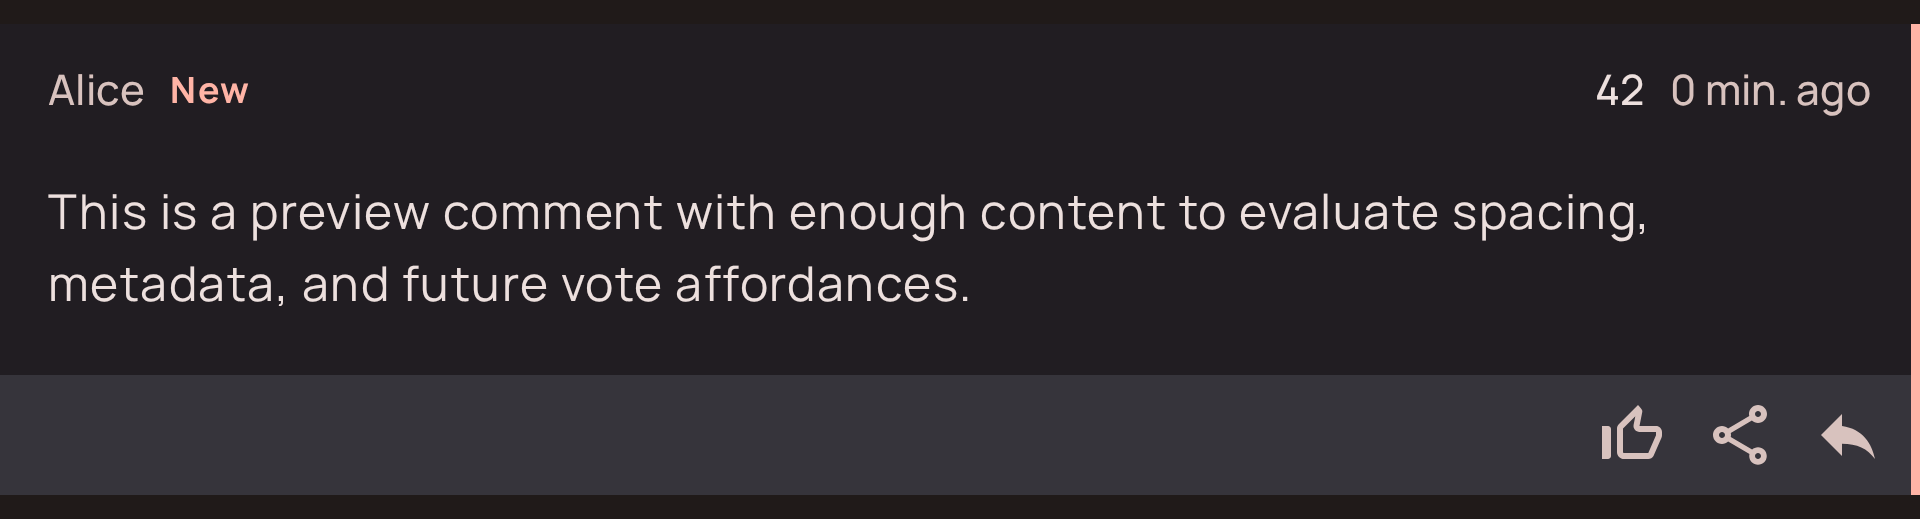 Alice New 42 0 min. ago
This is a preview comment with enough content to evaluate spacing,
metadata, and future vote affordances.